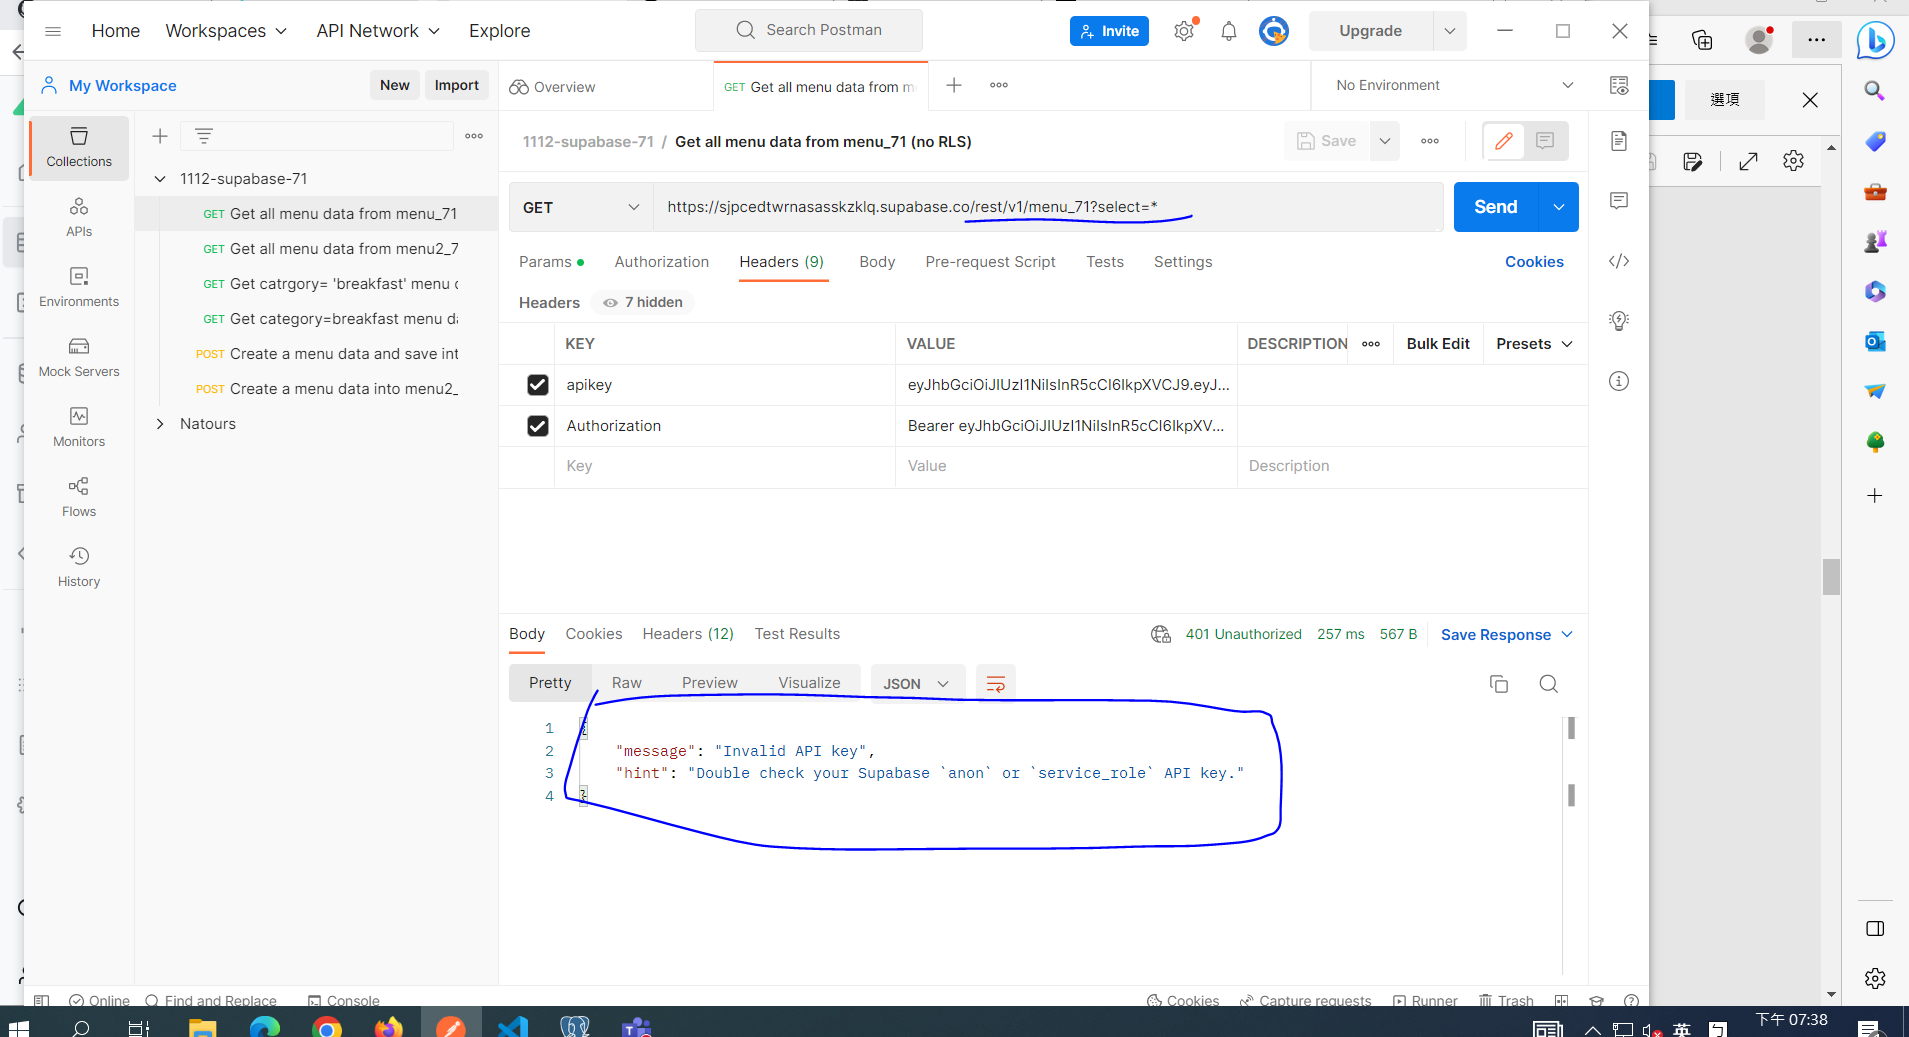 Home
Workspaces
API Network
Explore
Search Postman
Invite
Upgrade
My Workspace
New
Import
Overview
GET Get all menu data from m
No Environment
選項
Collections
APIs
Environments
Mock Servers
Monitors
Flows
History
1112-supabase-71
GET Get all menu data from menu_71
GET Get all menu data from menu2_7
GET Get catrgory= 'breakfast' menu
GET Get category=breakfast menu
POST Create a menu data and save int
POST Create a menu data into menu2_
Natours
1112-supabase-71 / Get all menu data from menu_71 (no RLS)
Save
GET
https://sjpcedtwrnasasskzklq.supabase.co/rest/v1/menu_71?select=*
Send
Params
Authorization
Headers (9)
Body
Pre-request Script
Tests
Settings
Cookies
Headers
7 hidden
KEY VALUE DESCRIPTION
Bulk Edit
Presets
apikey eyJhbGciOiJIUzI1NiIsInR5cCI6IkpXVCJ9.eyJ...
Authorization Bearer eyJhbGciOiJIUzI1NiIsInR5cCI6IkpXV...
Key Value Description
Body
Cookies
Headers (12)
Test Results
401 Unauthorized
257 ms
567 B
Save Response
Pretty
Raw
Preview
Visualize
JSON
1 {
2 "message": "Invalid API key",
3 "hint": "Double check your Supabase `anon` or `service_role` API key."
4 }
Online
Find and Replace
Console
Cookies
Capture requests
Runner
Trash
英
下午 07:38